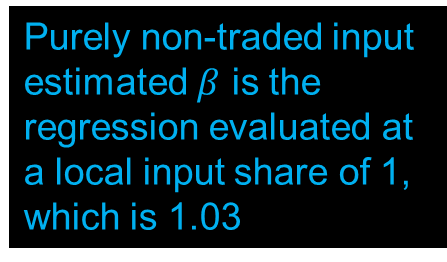 Purely non-traded input
estimated β is the
regression evaluated at
a local input share of 1,
which is 1.03